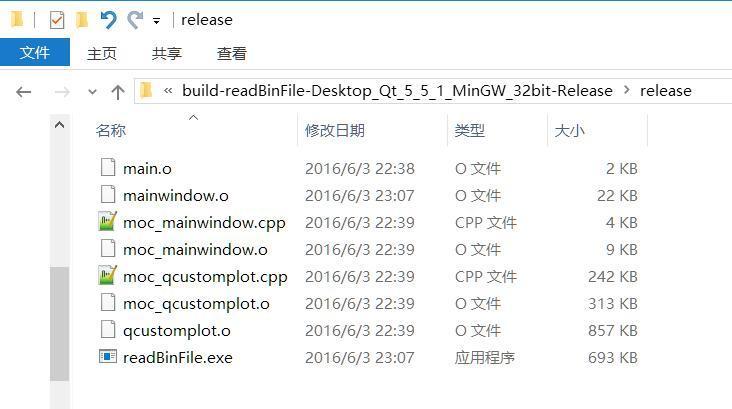 release
文件 主页 共享 查看
« build-readBinFile-Desktop_Qt_5_5_1_MinGW_32bit-Release > release
名称 修改日期 类型 大小
main.o 2016/6/3 22:38 O 文件 2 KB
mainwindow.o 2016/6/3 23:07 O 文件 22 KB
moc_mainwindow.cpp 2016/6/3 22:39 CPP 文件 4 KB
moc_mainwindow.o 2016/6/3 22:39 O 文件 9 KB
moc_qcustomplot.cpp 2016/6/3 22:39 CPP 文件 242 KB
moc_qcustomplot.o 2016/6/3 22:39 O 文件 313 KB
qcustomplot.o 2016/6/3 22:39 O 文件 857 KB
readBinFile.exe 2016/6/3 23:07 应用程序 693 KB